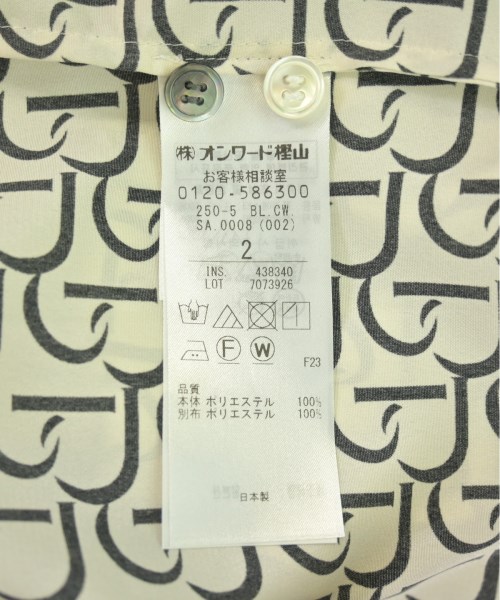 ㈱オンワード樫山
お客様相談室
0120-586300
250-5 BL.CW.
SA.0008 (002)
2
INS. 438340
LOT 7073926
F W
F23
品質
本体 ポリエステル 100%
別布 ポリエステル 100%
日本製